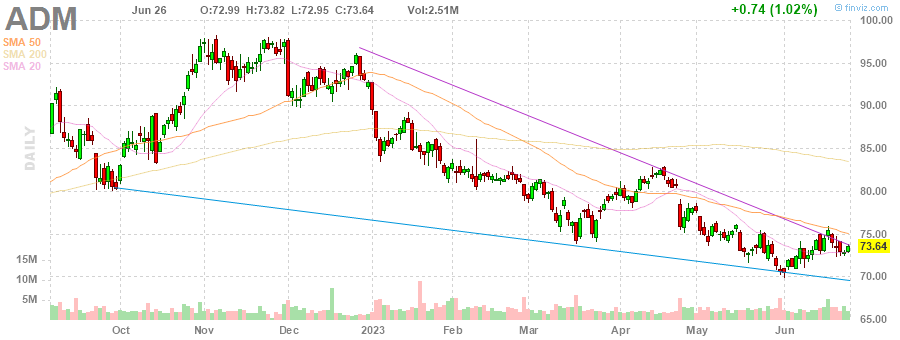 ADM Jun 26 O:72.99 H:73.82 L:72.95 C:73.64 Vol:2.51M +0.74 (1.02%) © finviz.com
SMA 50
SMA 200
SMA 20
DAILY
100.00
95.00
90.00
85.00
80.00
75.00
73.64
70.00
65.00
15M
10M
5M
Oct Nov Dec 2023 Feb Mar Apr May Jun